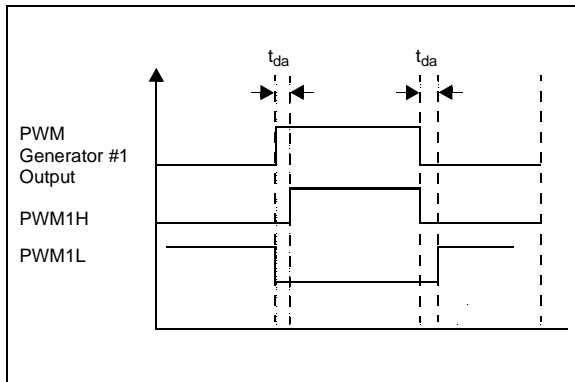 tda tda
PWM
Generator #1
Output
PWM1H
PWM1L